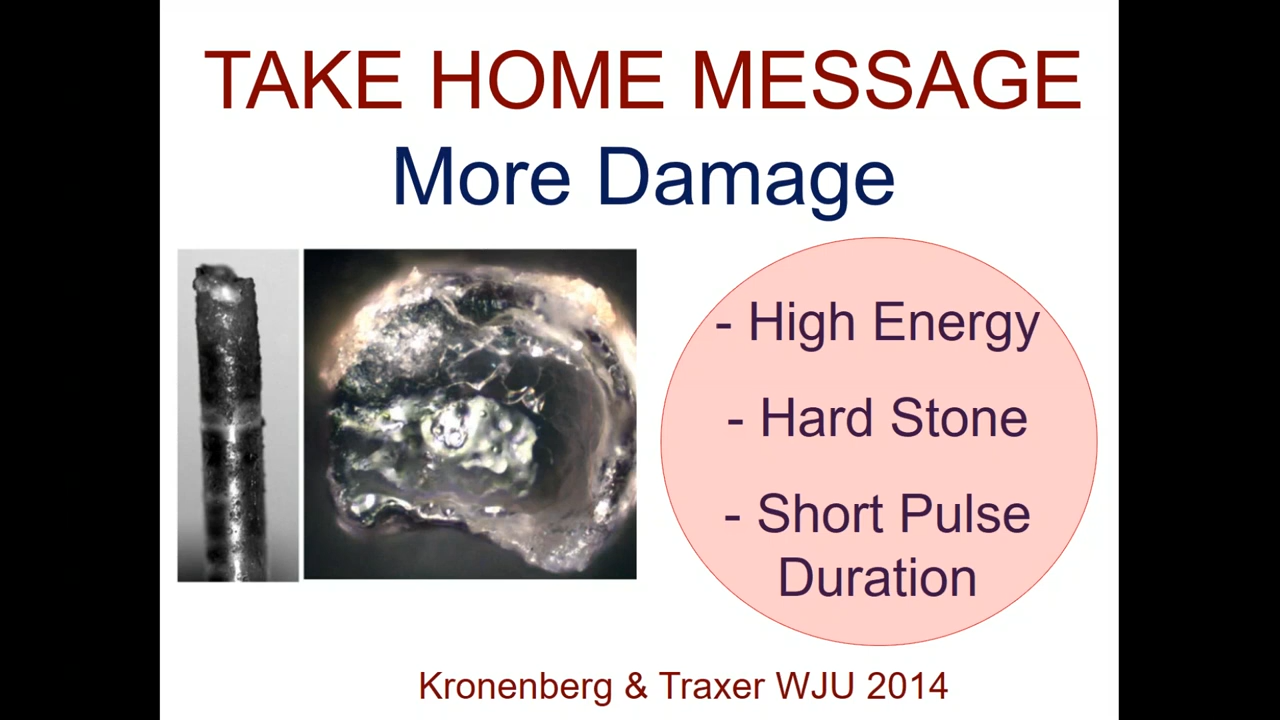 TAKE HOME MESSAGE
More Damage
- High Energy
- Hard Stone
- Short Pulse
Duration
Kronenberg & Traxer WJU 2014